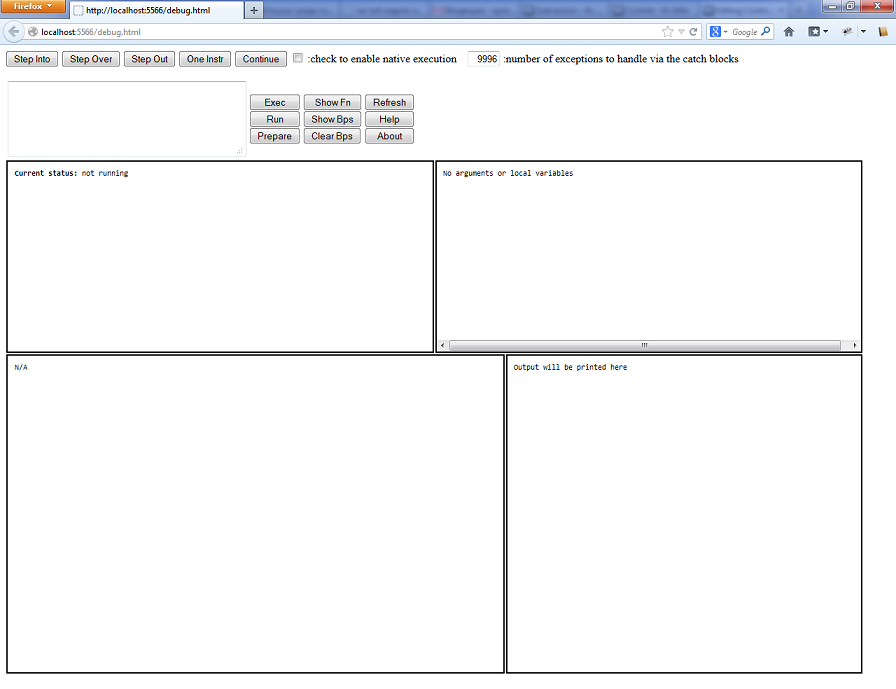 Firefox
http://localhost:5566/debug.html
localhost:5566/debug.html
Google
Step Into Step Over Step Out One Instr Continue :check to enable native execution 9996 :number of exceptions to handle via the catch blocks
Exec Show Fn Refresh
Run Show Bps Help
Prepare Clear Bps About
Current status: not running
No arguments or local variables
N/A
Output will be printed here